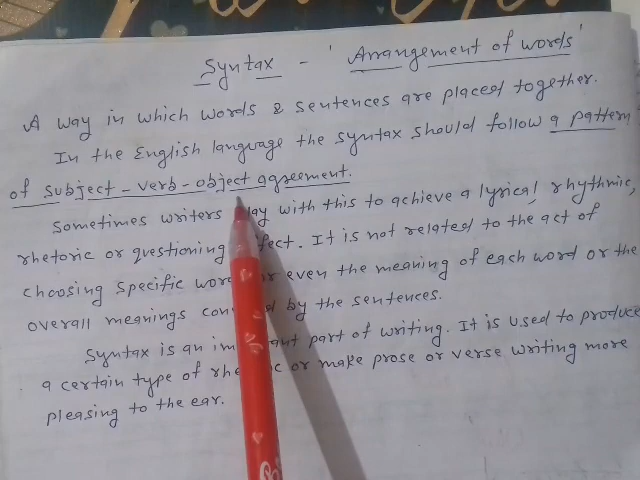 Syntax - 'Arrangement of words'
A way in which words & sentences are placed together.
In the English language the syntax should follow a pattern
of subject - verb - object agreement.
Sometimes writers play with this to achieve a lyrical, rhythmic,
rhetoric or questioning effect. It is not related to the act of
choosing specific words or even the meaning of each word or the
overall meanings conveyed by the sentences.
Syntax is an important part of writing. It is used to produce
a certain type of or make prose or verse writing more
pleasing to the ear.